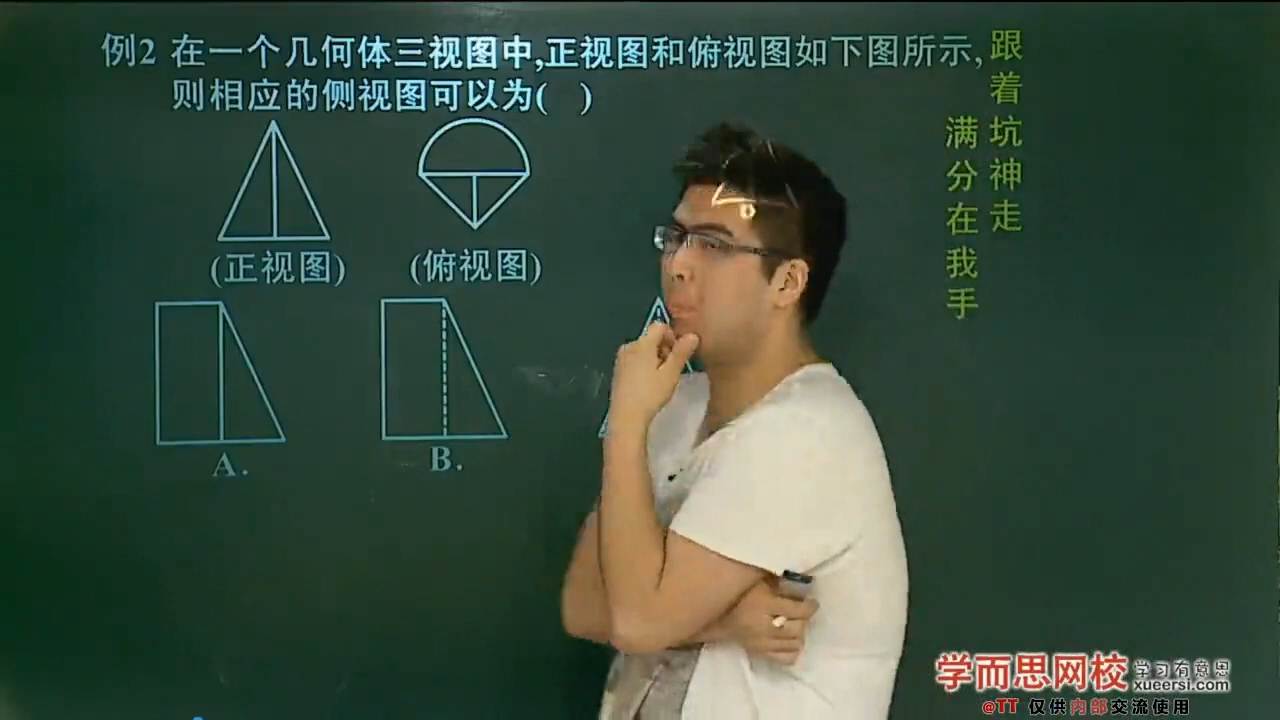 例2 在一个几何体三视图中,正视图和俯视图如下图所示,
则相应的侧视图可以为( )
(正视图) (俯视图)
A. B.
跟着坑神走
满分在我手
学而思网校 学习有意思
xueersi.com
@TT 仅供内部交流使用